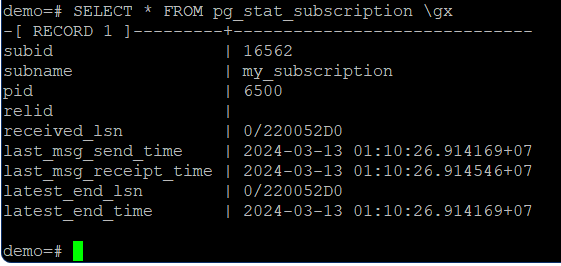 demo=# SELECT * FROM pg_stat_subscription \gx
-[ RECORD 1 ]---------+------------------------------
subid                 | 16562
subname               | my_subscription
pid                   | 6500
relid                 |
received_lsn          | 0/220052D0
last_msg_send_time    | 2024-03-13 01:10:26.914169+07
last_msg_receipt_time | 2024-03-13 01:10:26.914546+07
latest_end_lsn        | 0/220052D0
latest_end_time       | 2024-03-13 01:10:26.914169+07
demo=#